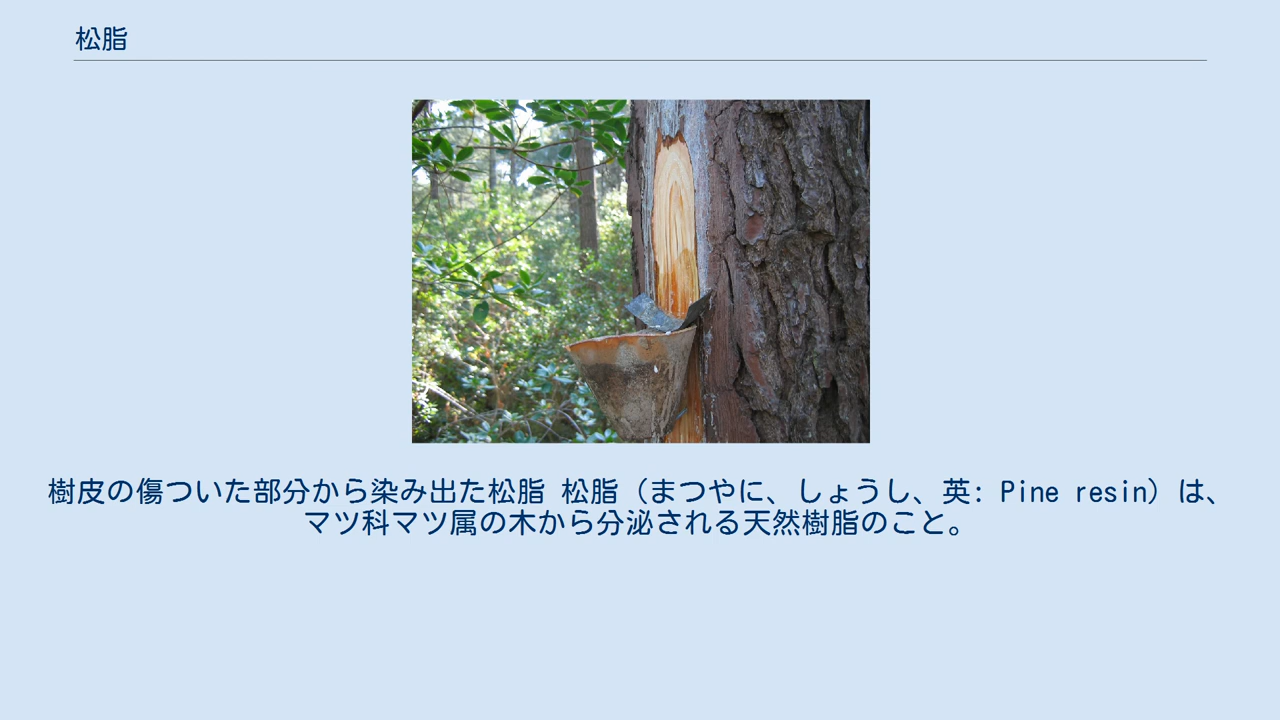 松脂
樹皮の傷ついた部分から染み出た松脂 松脂（まつやに、しょうし、英: Pine resin）は、
マツ科マツ属の木から分泌される天然樹脂のこと。